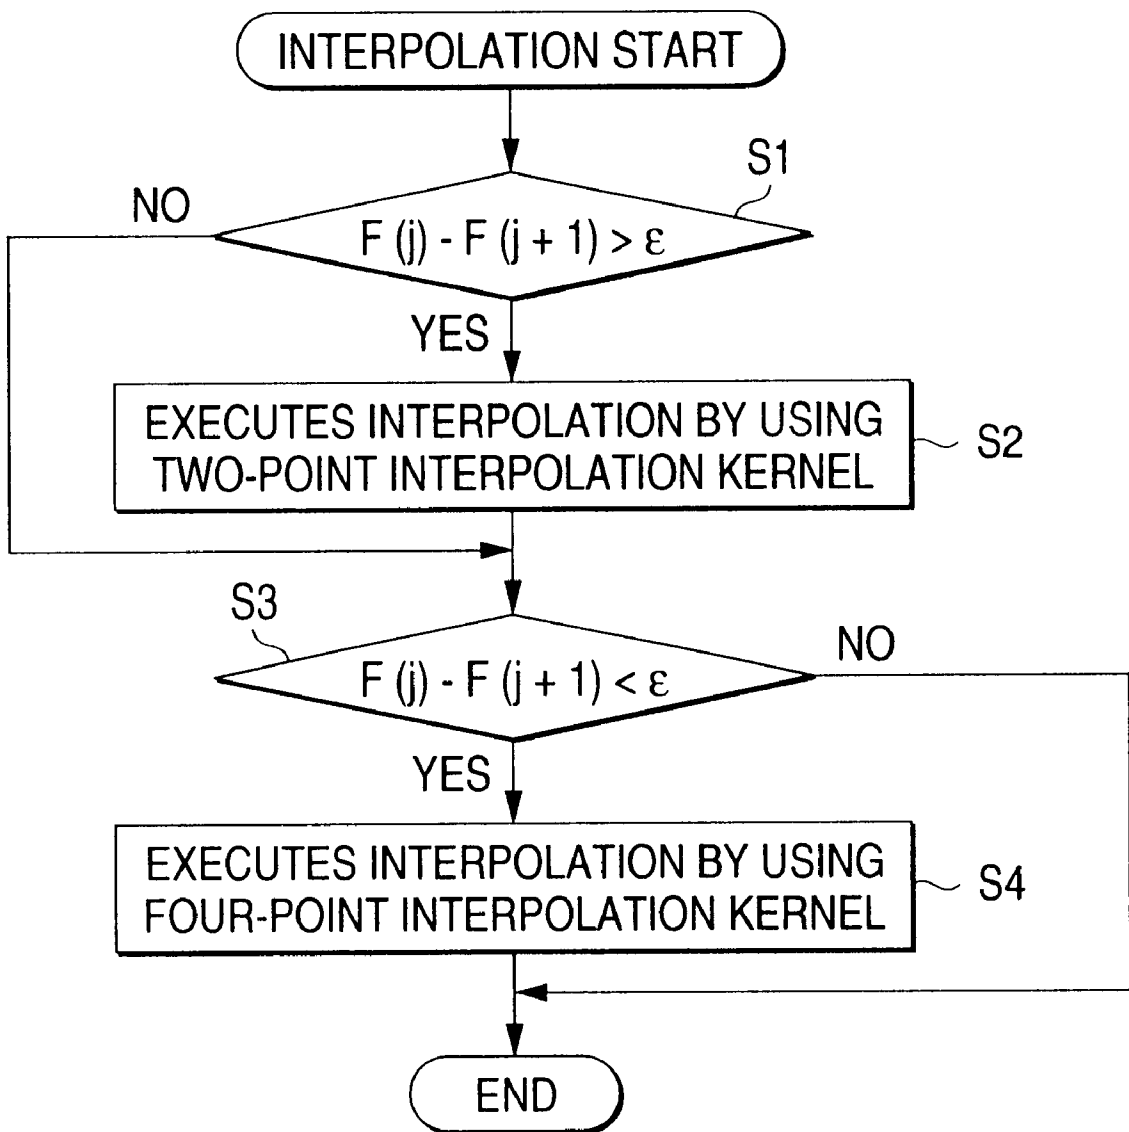 INTERPOLATION START
S1
NO
F (j) - F (j + 1) > ε
YES
EXECUTES INTERPOLATION BY USING
TWO-POINT INTERPOLATION KERNEL
S2
S3
NO
F (j) - F (j + 1) < ε
YES
EXECUTES INTERPOLATION BY USING
FOUR-POINT INTERPOLATION KERNEL
S4
END